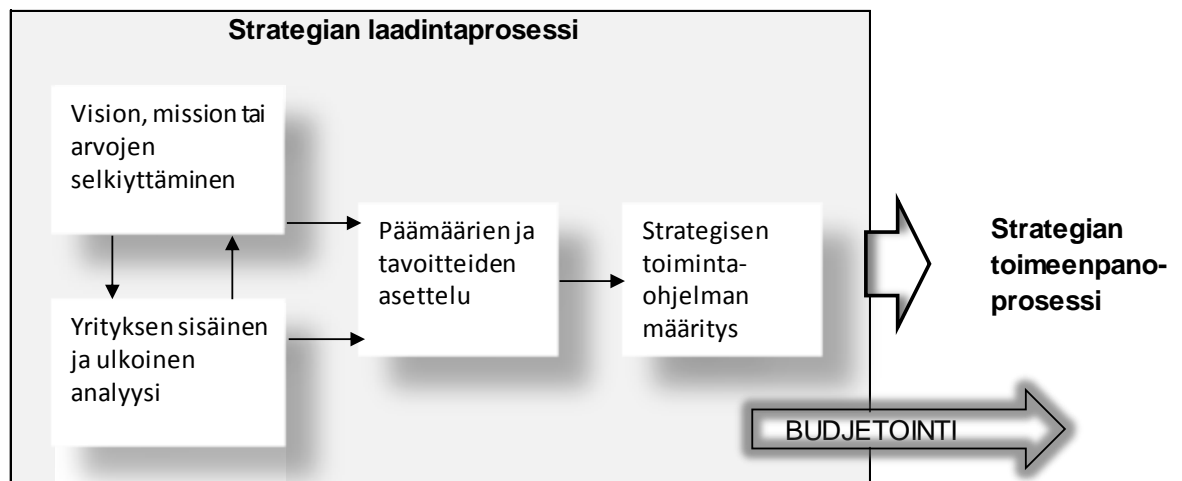 Strategian laadintaprosessi
Vision, mission tai
arvojen
selkiyttäminen
Yrityksen sisäinen
ja ulkoinen
analyysi
Päämäärien ja
tavoitteiden
asettelu
Strategisen
toiminta-
ohjelman
määritys
Strategian
toimeenpano-
prosessi
BUDJETOINTI